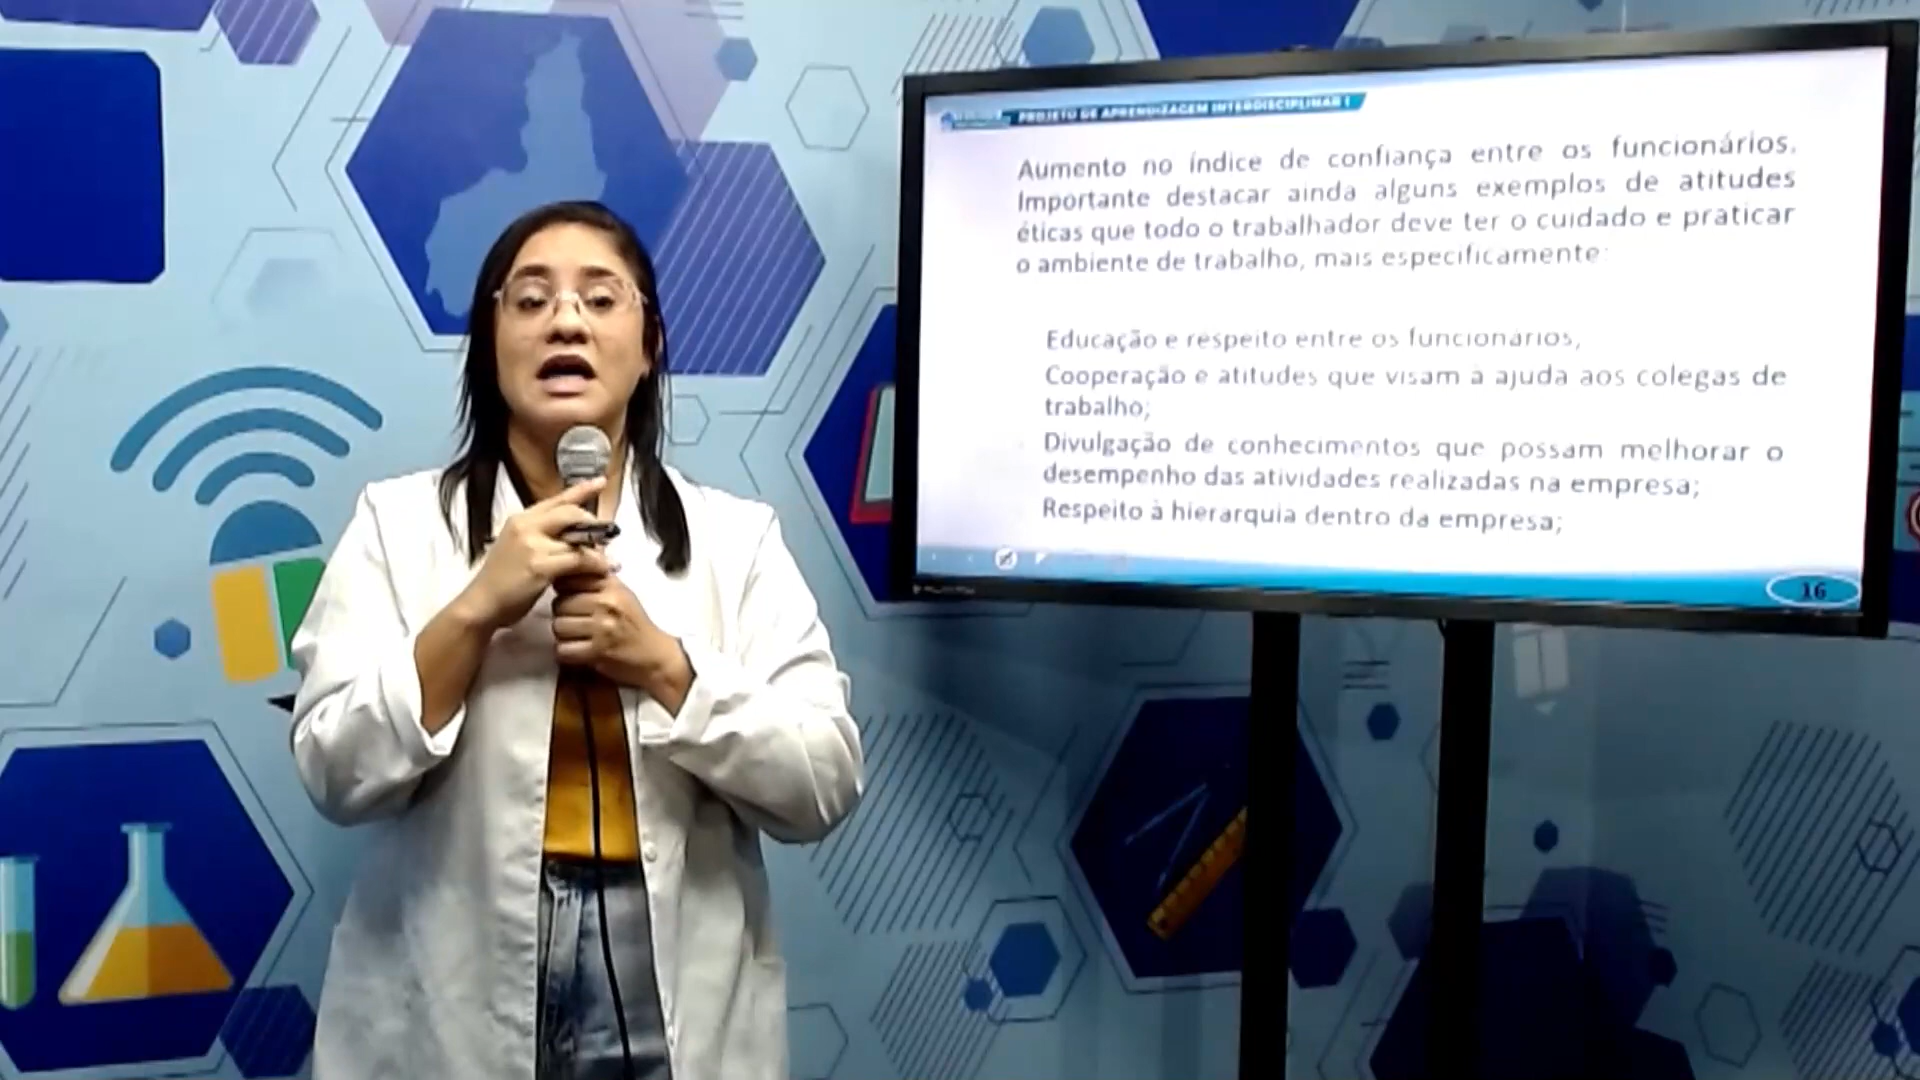 PROJETO DE APRENDIZAGEM INTERDISCIPLINAR I
Aumento no índice de confiança entre os funcionários.
Importante destacar ainda alguns exemplos de atitudes
éticas que todo o trabalhador deve ter o cuidado e praticar
o ambiente de trabalho, mais especificamente:
Educação e respeito entre os funcionários,
Cooperação e atitudes que visam à ajuda aos colegas de
trabalho;
Divulgação de conhecimentos que possam melhorar o
desempenho das atividades realizadas na empresa;
Respeito à hierarquia dentro da empresa;
16